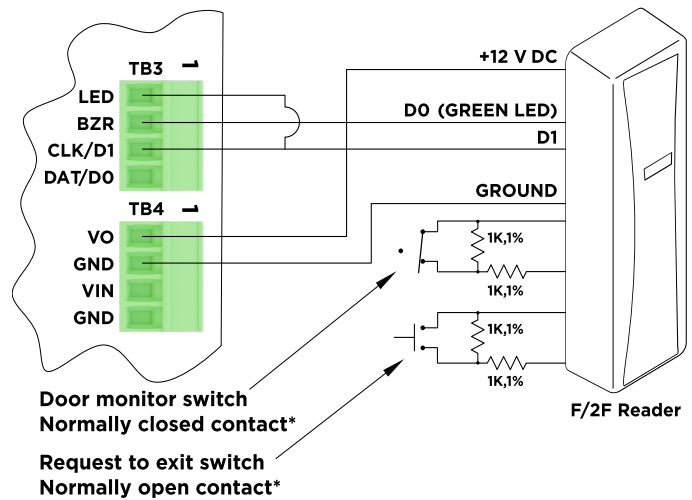 TB3 1
LED
BZR
CLK/D1
DAT/D0
TB4 1
VO
GND
VIN
GND
+12 V DC
D0 (GREEN LED)
D1
GROUND
1K,1%
1K,1%
1K,1%
1K,1%
F/2F Reader
Door monitor switch
Normally closed contact*
Request to exit switch
Normally open contact*